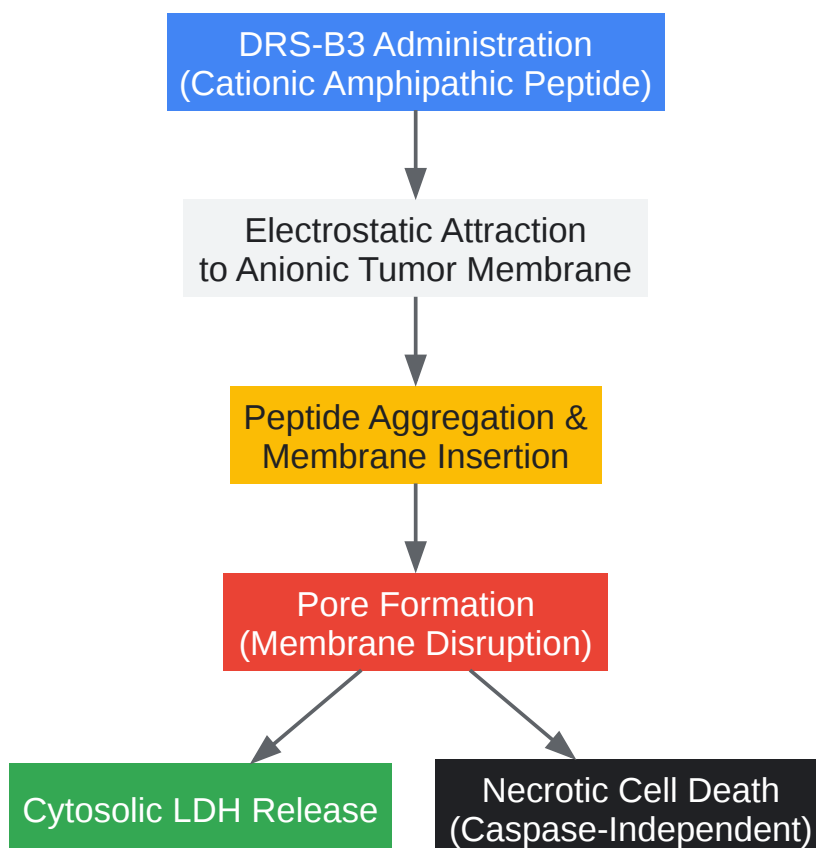 DRS-B3 Administration
(Cationic Amphipathic Peptide)
Electrostatic Attraction
to Anionic Tumor Membrane
Peptide Aggregation &
Membrane Insertion
Pore Formation
(Membrane Disruption)
Cytosolic LDH Release
Necrotic Cell Death
(Caspase-Independent)